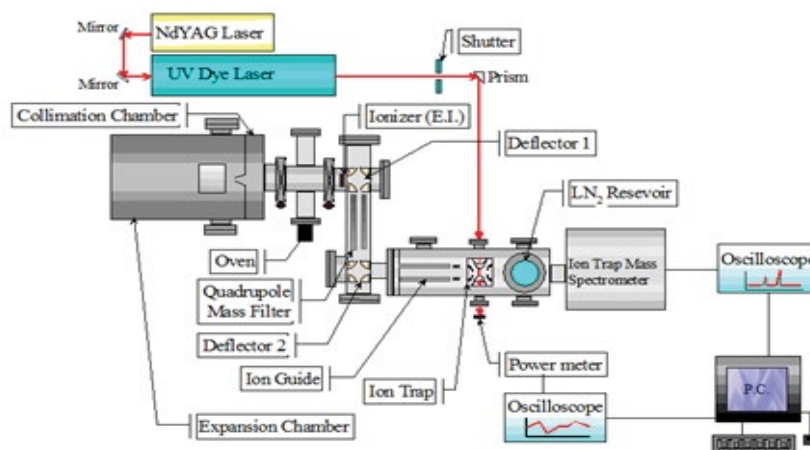 Mirror
NdYAG Laser
Shutter
Mirror
UV Dye Laser
Prism
Collimation Chamber
Ionizer (E.I.)
Deflector 1
LN2 Resevoir
Oven
Ion Trap Mass
Spectrometer
Oscilloscope
Quadrupole
Mass Filter
Deflector 2
Ion Guide
Ion Trap
Power meter
P.C.
Expansion Chamber
Oscilloscope